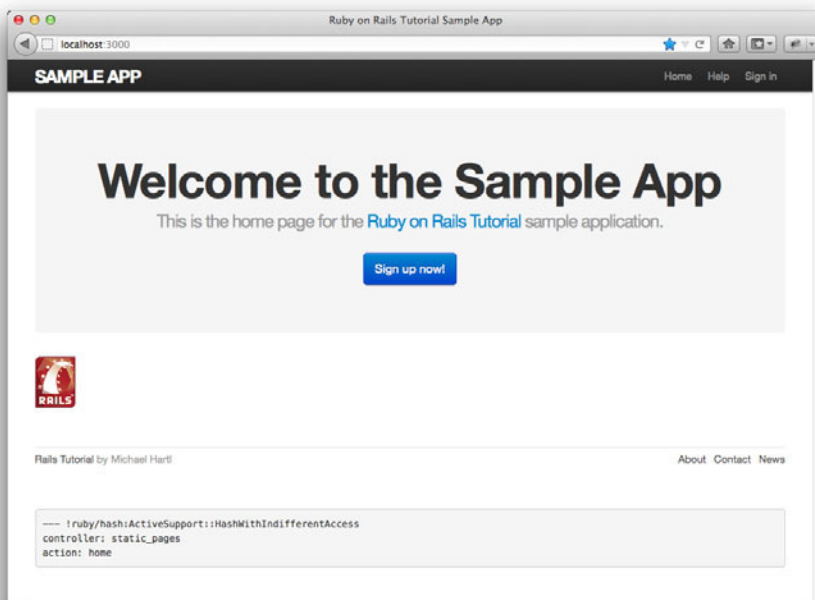 Ruby on Rails Tutorial Sample App
localhost:3000
SAMPLE APP
Home Help Sign in
Welcome to the Sample App
This is the home page for the Ruby on Rails Tutorial sample application.
Sign up now!
RAILS
Rails Tutorial by Michael Hartl
About Contact News
--- !ruby/hash:ActiveSupport::HashWithIndifferentAccess
controller: static_pages
action: home